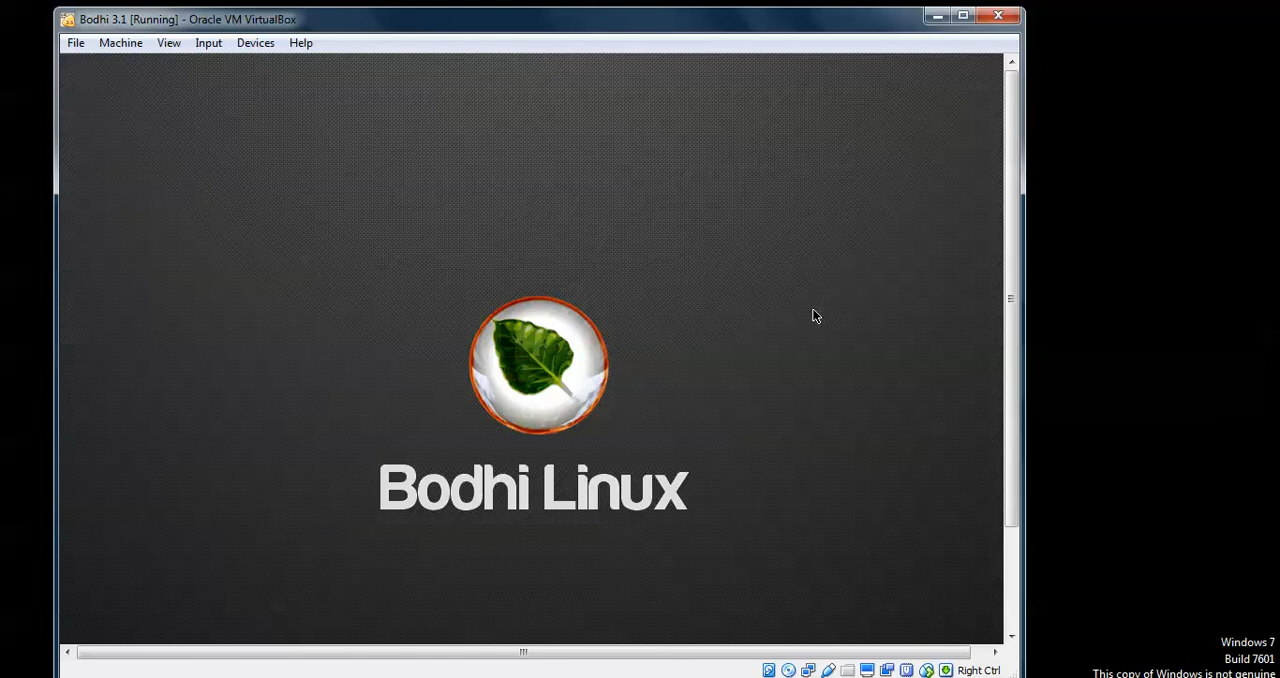 Bodhi 3.1 [Running] - Oracle VM VirtualBox
File Machine View Input Devices Help
Bodhi Linux
Right Ctrl
Windows 7
Build 7601
This copy of Windows is not genuine